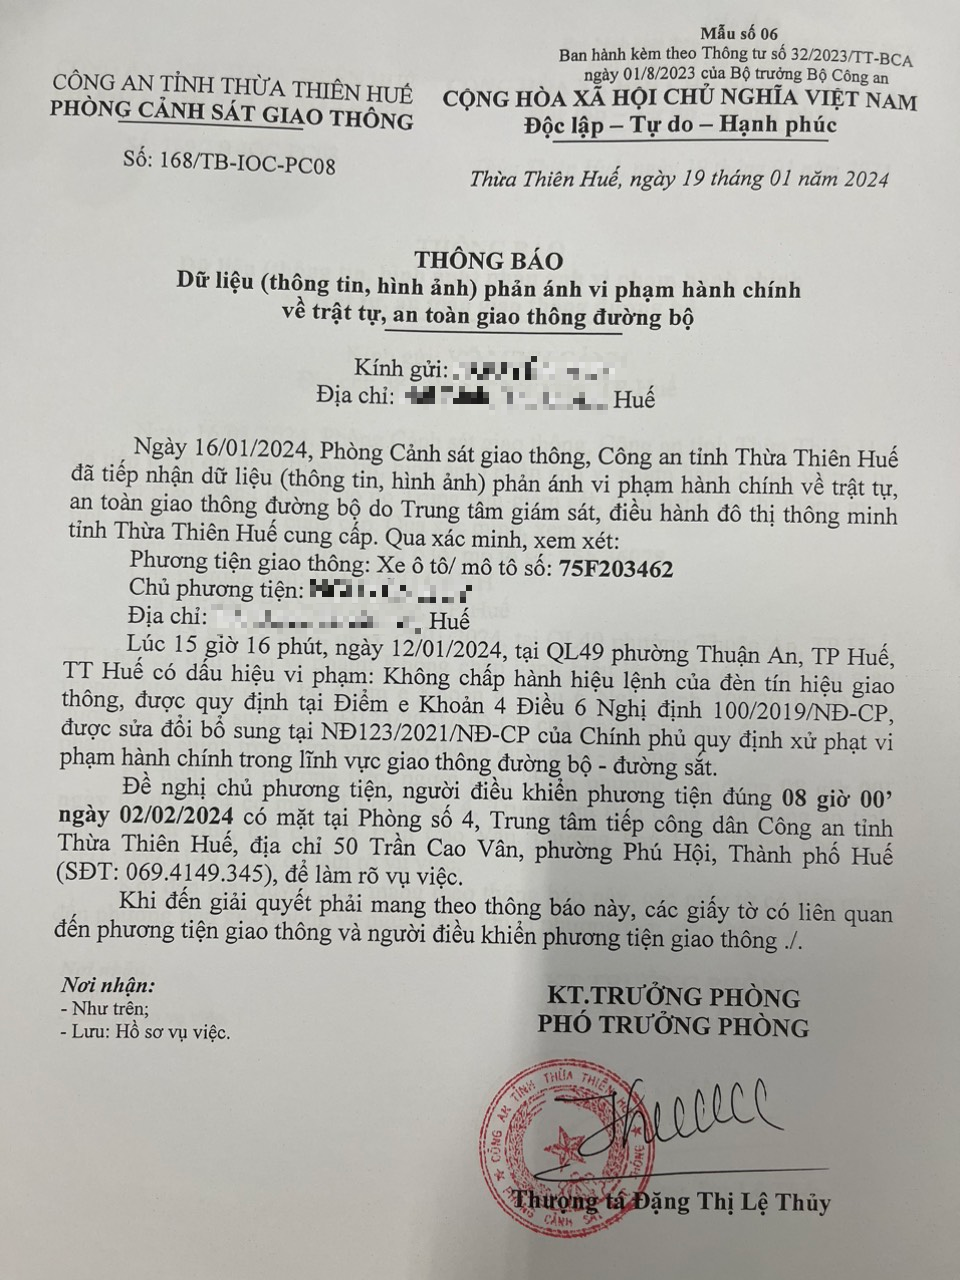 Mẫu số 06
Ban hành kèm theo Thông tư số 32/2023/TT-BCA
ngày 01/8/2023 của Bộ trưởng Bộ Công an
CÔNG AN TỈNH THỪA THIÊN HUẾ
PHÒNG CẢNH SÁT GIAO THÔNG
CỘNG HÒA XÃ HỘI CHỦ NGHĨA VIỆT NAM
Độc lập – Tự do – Hạnh phúc
Số: 168/TB-IOC-PC08
Thừa Thiên Huế, ngày 19 tháng 01 năm 2024
THÔNG BÁO
Dữ liệu (thông tin, hình ảnh) phản ánh vi phạm hành chính
về trật tự, an toàn giao thông đường bộ
Kính gửi:
Địa chỉ: Huế
Ngày 16/01/2024, Phòng Cảnh sát giao thông, Công an tỉnh Thừa Thiên Huế
đã tiếp nhận dữ liệu (thông tin, hình ảnh) phản ánh vi phạm hành chính về trật tự,
an toàn giao thông đường bộ do Trung tâm giám sát, điều hành đô thị thông minh
tỉnh Thừa Thiên Huế cung cấp. Qua xác minh, xem xét:
Phương tiện giao thông: Xe ô tô/ mô tô số: 75F203462
Chủ phương tiện:
Địa chỉ: , Huế
Lúc 15 giờ 16 phút, ngày 12/01/2024, tại QL49 phường Thuận An, TP Huế,
TT Huế có dấu hiệu vi phạm: Không chấp hành hiệu lệnh của đèn tín hiệu giao
thông, được quy định tại Điểm e Khoản 4 Điều 6 Nghị định 100/2019/NĐ-CP,
được sửa đổi bổ sung tại NĐ123/2021/NĐ-CP của Chính phủ quy định xử phạt vi
phạm hành chính trong lĩnh vực giao thông đường bộ - đường sắt.
Đề nghị chủ phương tiện, người điều khiển phương tiện đúng 08 giờ 00’
ngày 02/02/2024 có mặt tại Phòng số 4, Trung tâm tiếp công dân Công an tỉnh
Thừa Thiên Huế, địa chỉ 50 Trần Cao Vân, phường Phú Hội, Thành phố Huế
(SĐT: 069.4149.345), để làm rõ vụ việc.
Khi đến giải quyết phải mang theo thông báo này, các giấy tờ có liên quan
đến phương tiện giao thông và người điều khiển phương tiện giao thông ./.
Nơi nhận:
- Như trên;
- Lưu: Hồ sơ vụ việc.
KT.TRƯỞNG PHÒNG
PHÓ TRƯỞNG PHÒNG
CÔNG AN TỈNH THỪA THIÊN
PHÒNG CẢNH SÁT
Thượng tá Đặng Thị Lệ Thủy